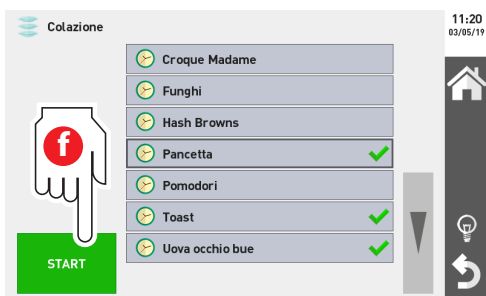 Colazione
11:20
03/05/19
Croque Madame
Funghi
Hash Browns
Pancetta
Pomodori
Toast
Uova occhio bue
f
START